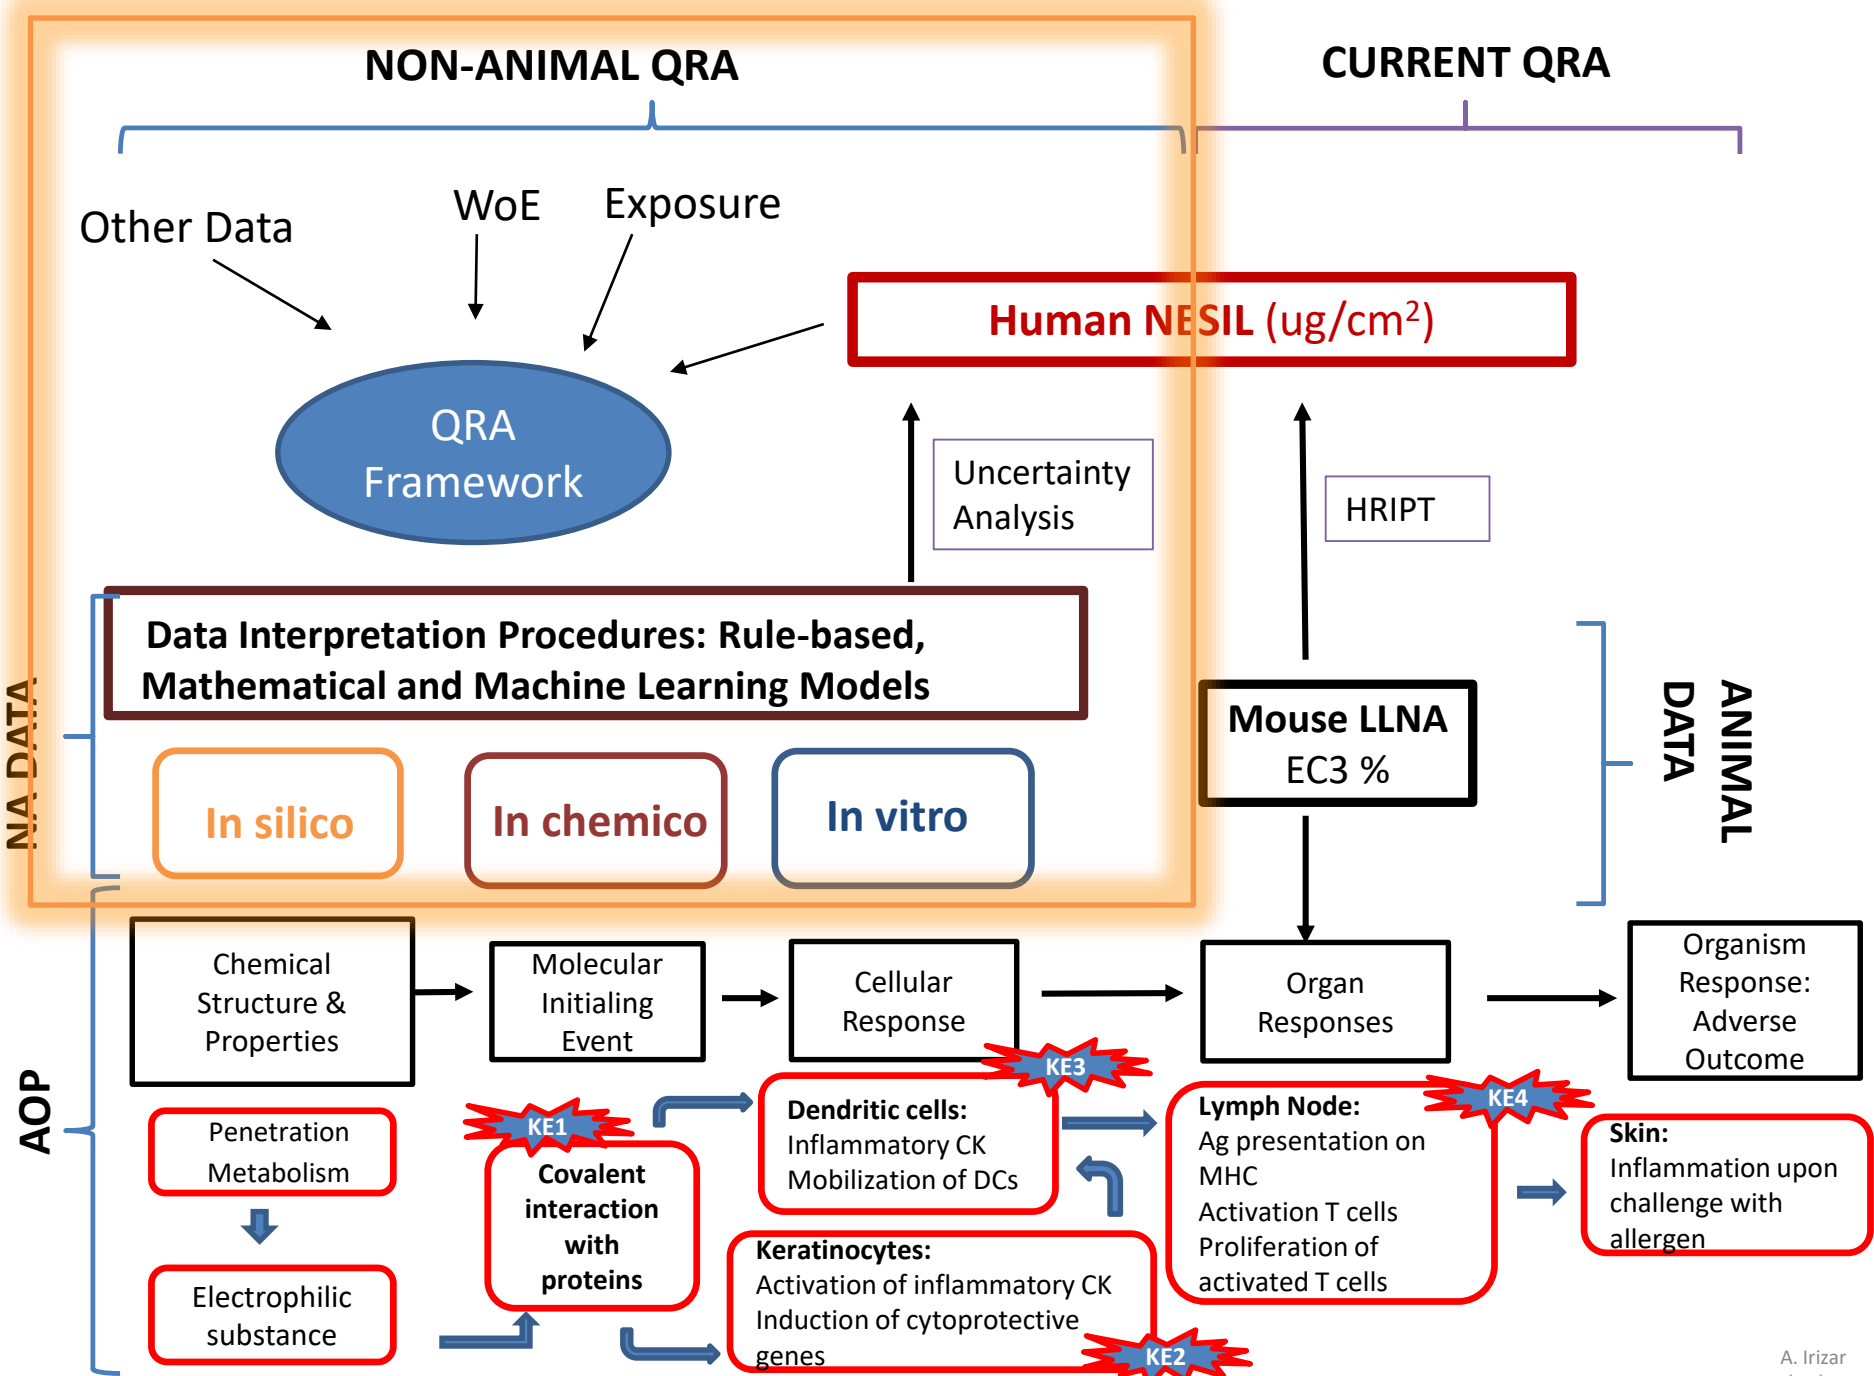 NON-ANIMAL QRA
CURRENT QRA
Other Data
WoE
Exposure
Human NESIL (ug/cm²)
QRA
Framework
Uncertainty
Analysis
HRIPT
Data Interpretation Procedures: Rule-based,
Mathematical and Machine Learning Models
Mouse LLNA
EC3 %
NA DATA
ANIMAL
DATA
In silico
In chemico
In vitro
AOP
Chemical
Structure &
Properties
Molecular
Initialing
Event
Cellular
Response
Organ
Responses
Organism
Response:
Adverse
Outcome
Penetration
Metabolism
Electrophilic
substance
KE1
Covalent
interaction
with
proteins
KE3
Dendritic cells:
Inflammatory CK
Mobilization of DCs
Keratinocytes:
Activation of inflammatory CK
Induction of cytoprotective
genes
KE2
KE4
Lymph Node:
Ag presentation on
MHC
Activation T cells
Proliferation of
activated T cells
Skin:
Inflammation upon
challenge with
allergen
A. Irizar